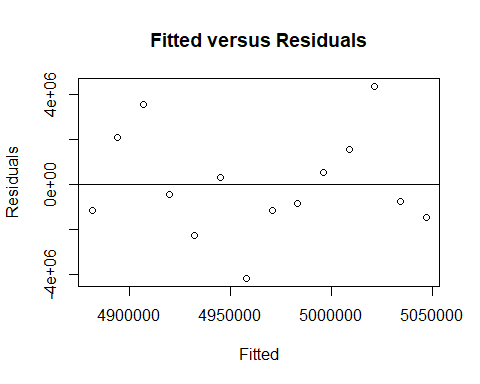 Fitted versus Residuals
4e+06
0e+00
-4e+06
Residuals
4900000 4950000 5000000 5050000
Fitted